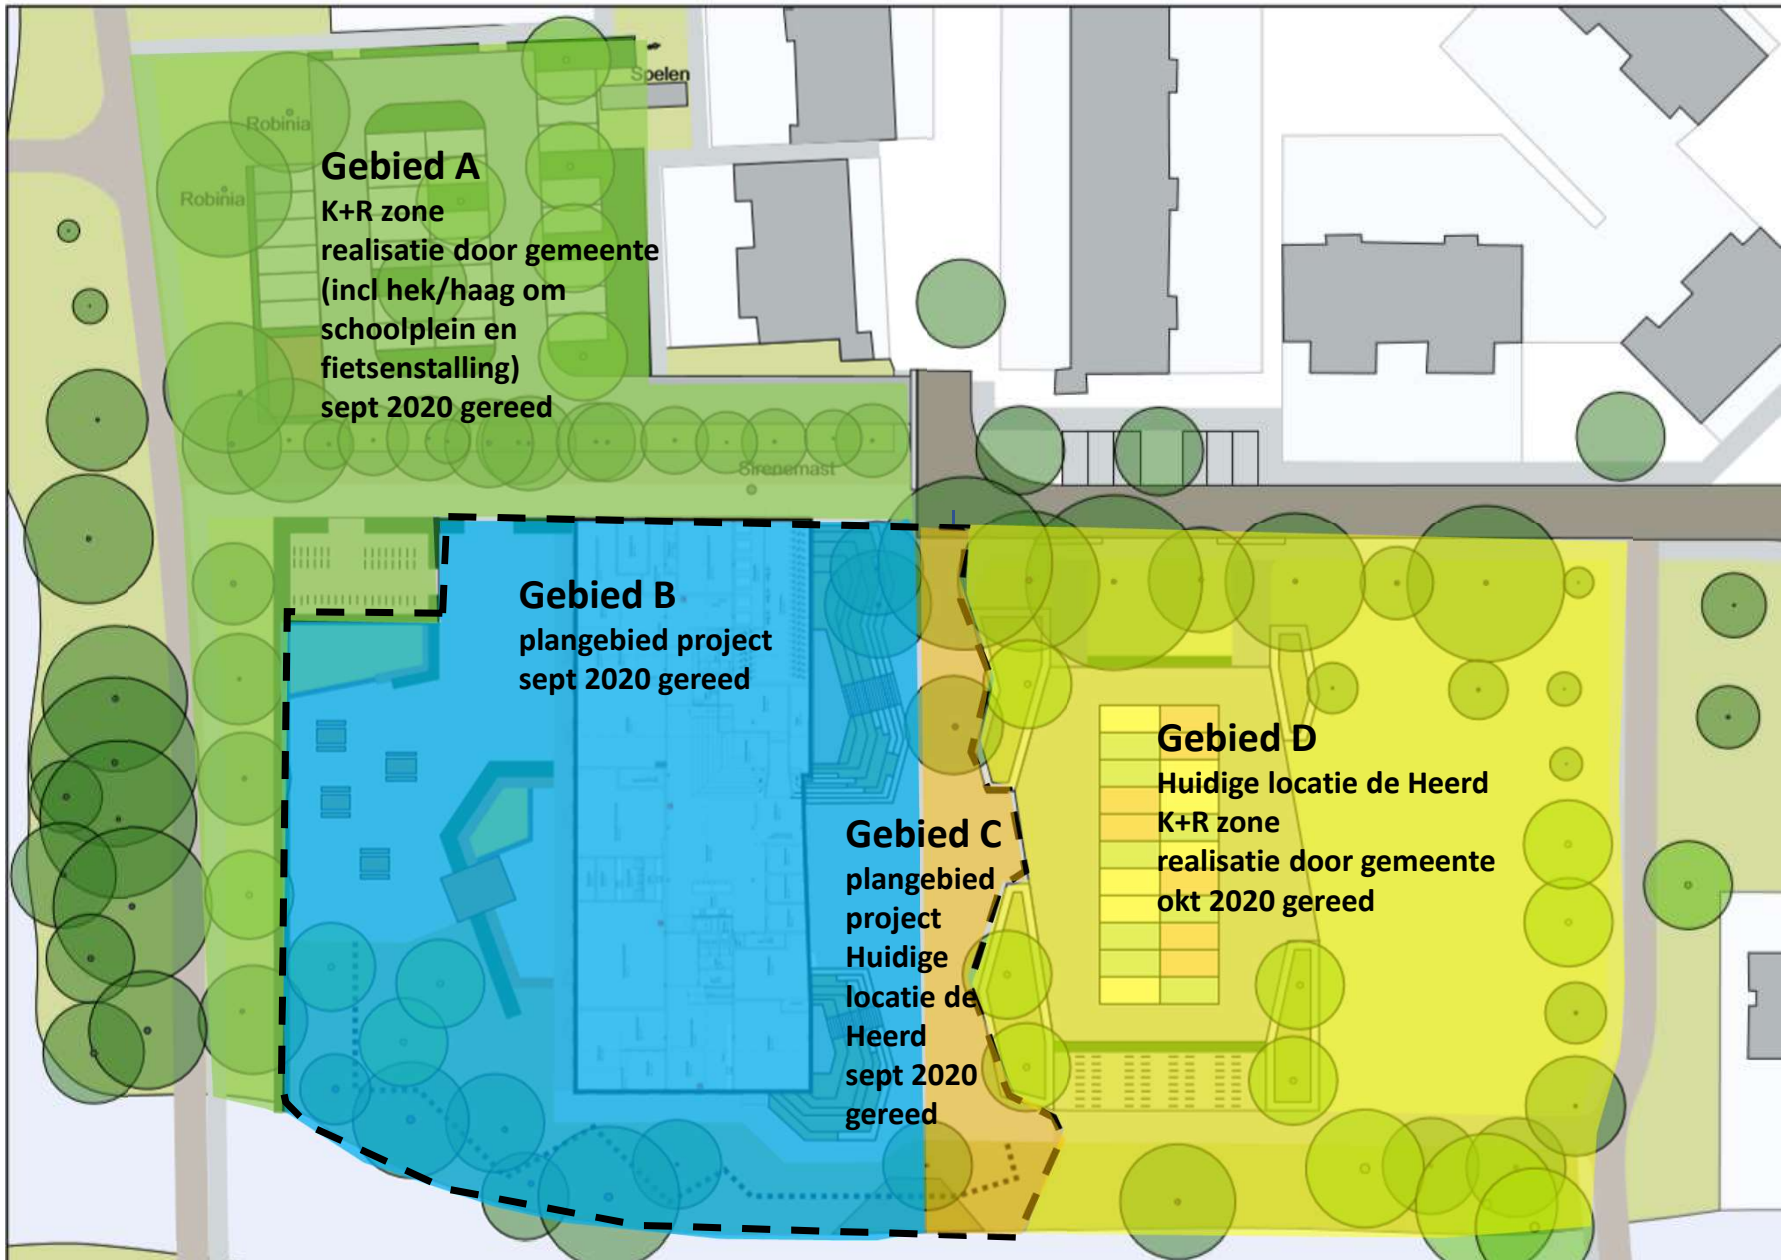 Spelen
Robinia
Robinia
Gebied A
K+R zone
realisatie door gemeente
(incl hek/haag om
schoolplein en
fietsenstalling)
sept 2020 gereed
Sirenemast
Gebied B
plangebied project
sept 2020 gereed
Gebied C
plangebied
project
Huidige
locatie de
Heerd
sept 2020
gereed
Gebied D
Huidige locatie de Heerd
K+R zone
realisatie door gemeente
okt 2020 gereed